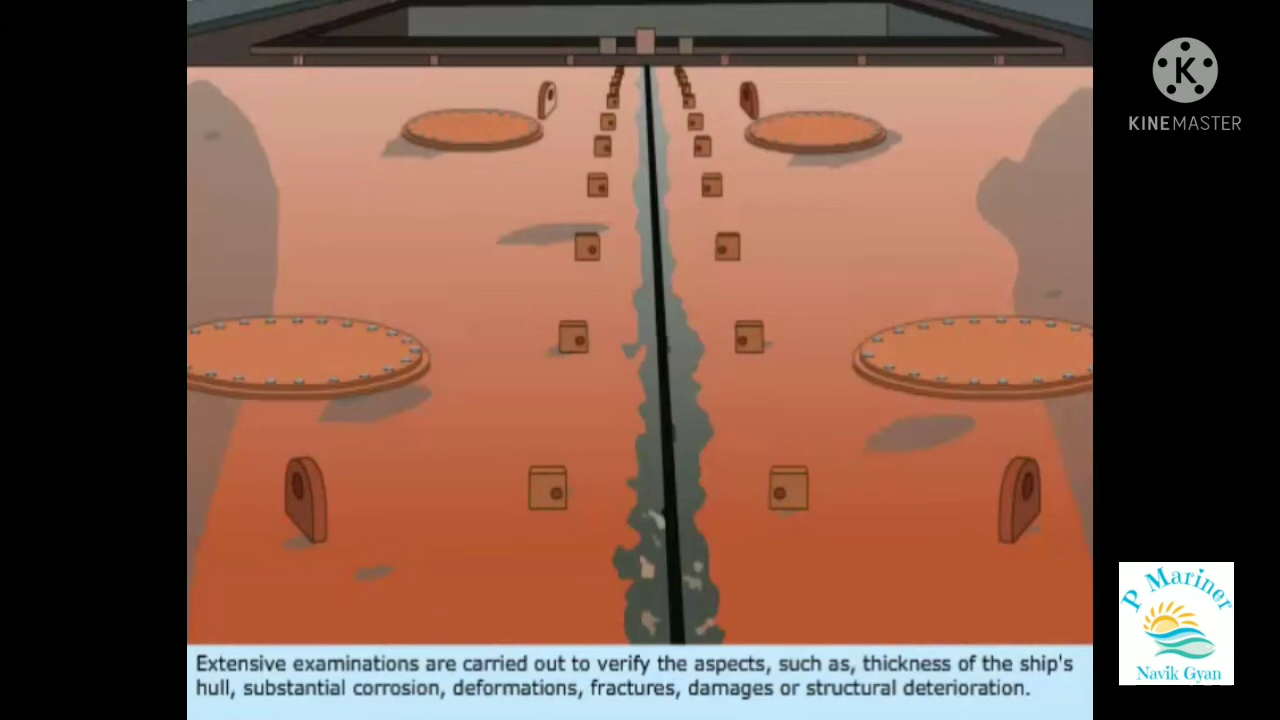 K
KINEMASTER
Extensive examinations are carried out to verify the aspects, such as, thickness of the ship's
hull, substantial corrosion, deformations, fractures, damages or structural deterioration.
P Mariner
Navik Gyan